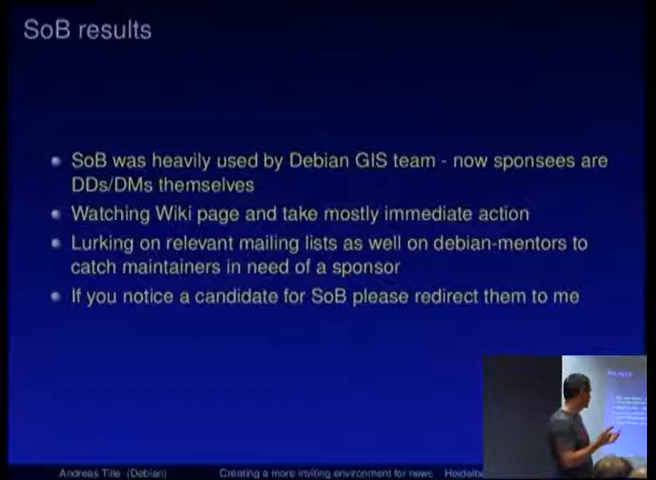 SoB results
SoB was heavily used by Debian GIS team - now sponsees are
DDs/DMs themselves
Watching Wiki page and take mostly immediate action
Lurking on relevant mailing lists as well on debian-mentors to
catch maintainers in need of a sponsor
If you notice a candidate for SoB please redirect them to me
Andreas Tille (Debian)
Creating a more inviting environment for newc
Heidelbe